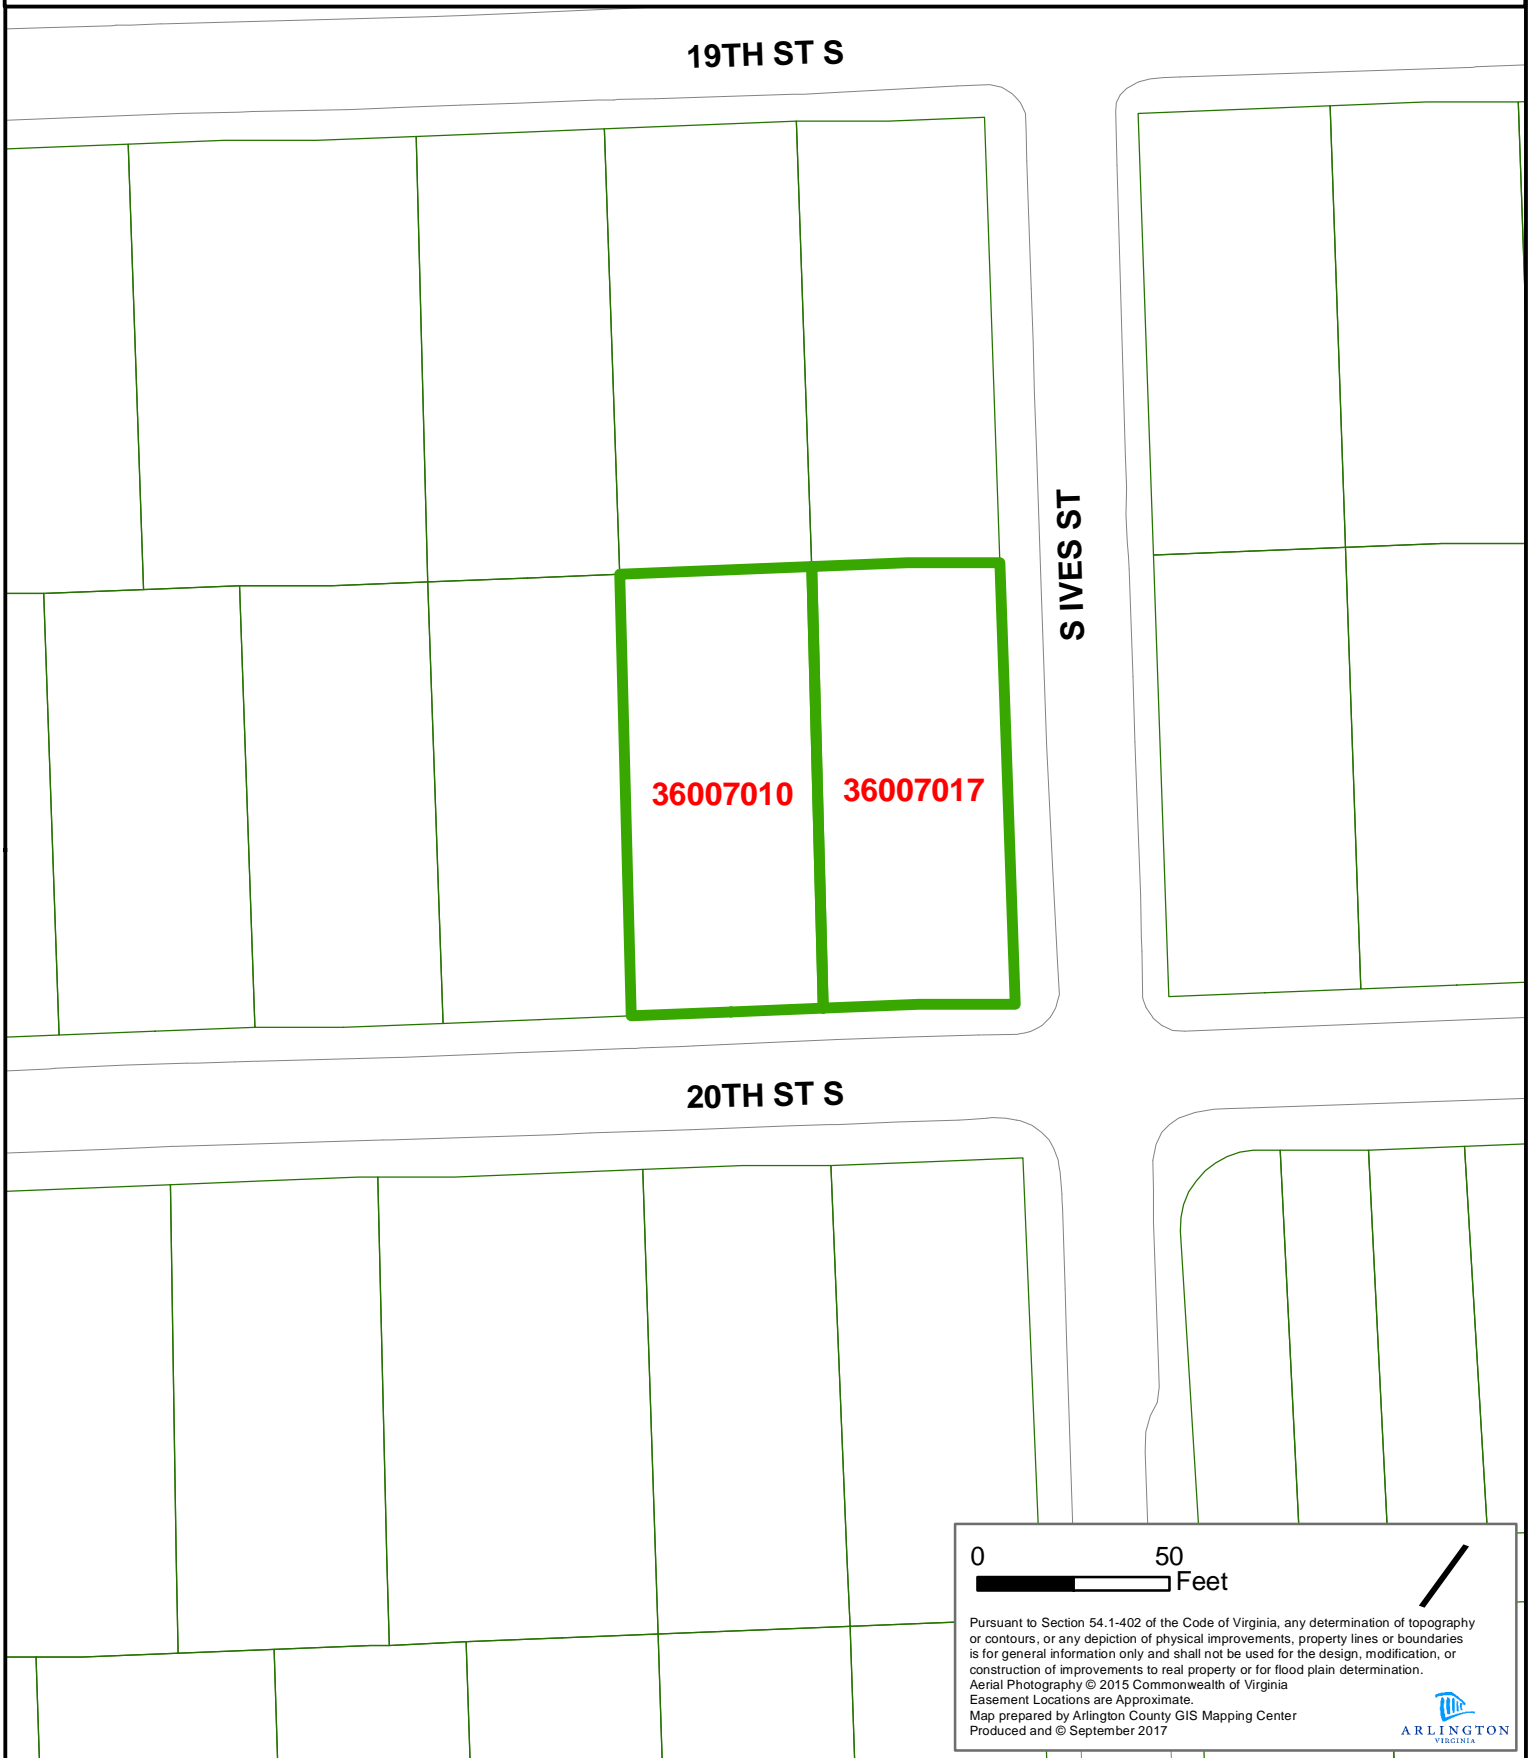 19TH ST S
S IVES ST
36007010
36007017
20TH ST S
0 50
Feet
Pursuant to Section 54.1-402 of the Code of Virginia, any determination of topography
or contours, or any depiction of physical improvements, property lines or boundaries
is for general information only and shall not be used for the design, modification, or
construction of improvements to real property or for flood plain determination.
Aerial Photography © 2015 Commonwealth of Virginia
Easement Locations are Approximate.
Map prepared by Arlington County GIS Mapping Center
Produced and © September 2017
ARLINGTON
VIRGINIA